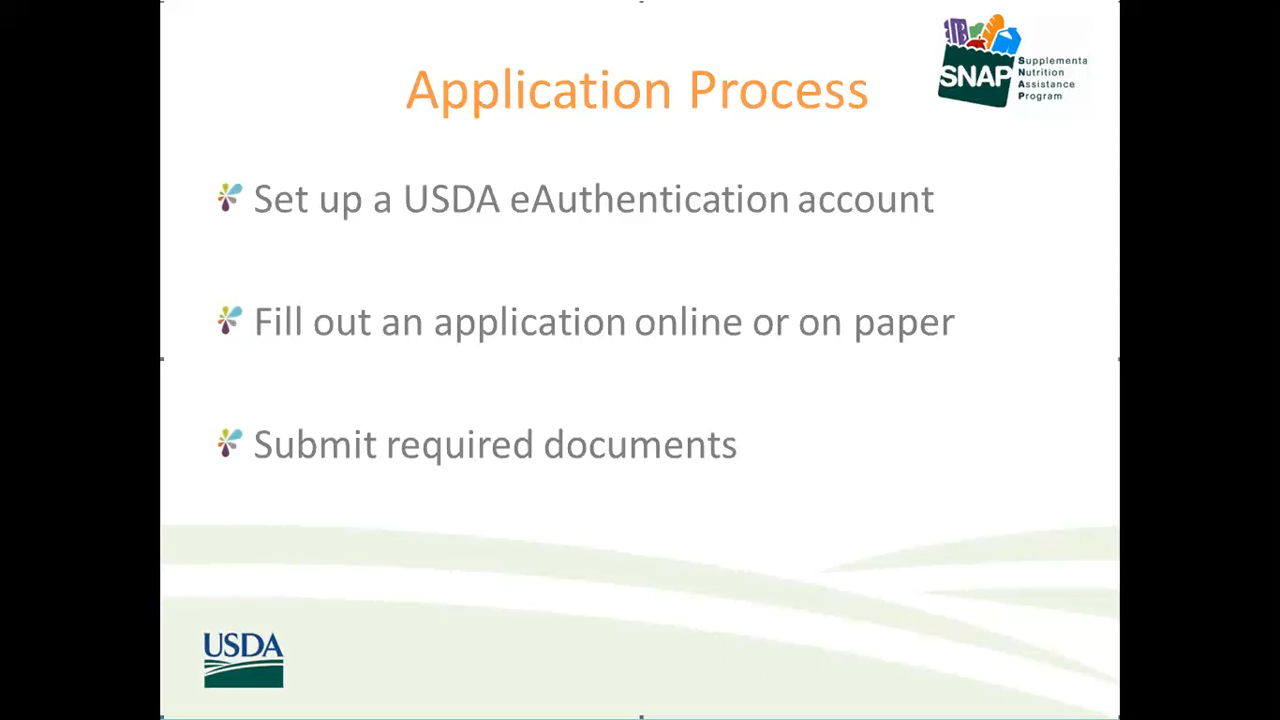 Application Process
EIB
SNAP
Supplementa
Nutrition
Assistance
Program
Set up a USDA eAuthentication account
Fill out an application online or on paper
Submit required documents
USDA